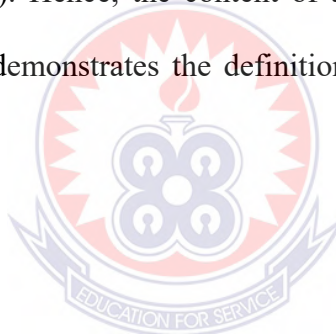 ). Hence, the content of
demonstrates the definition
EDUCATION FOR SERVICE